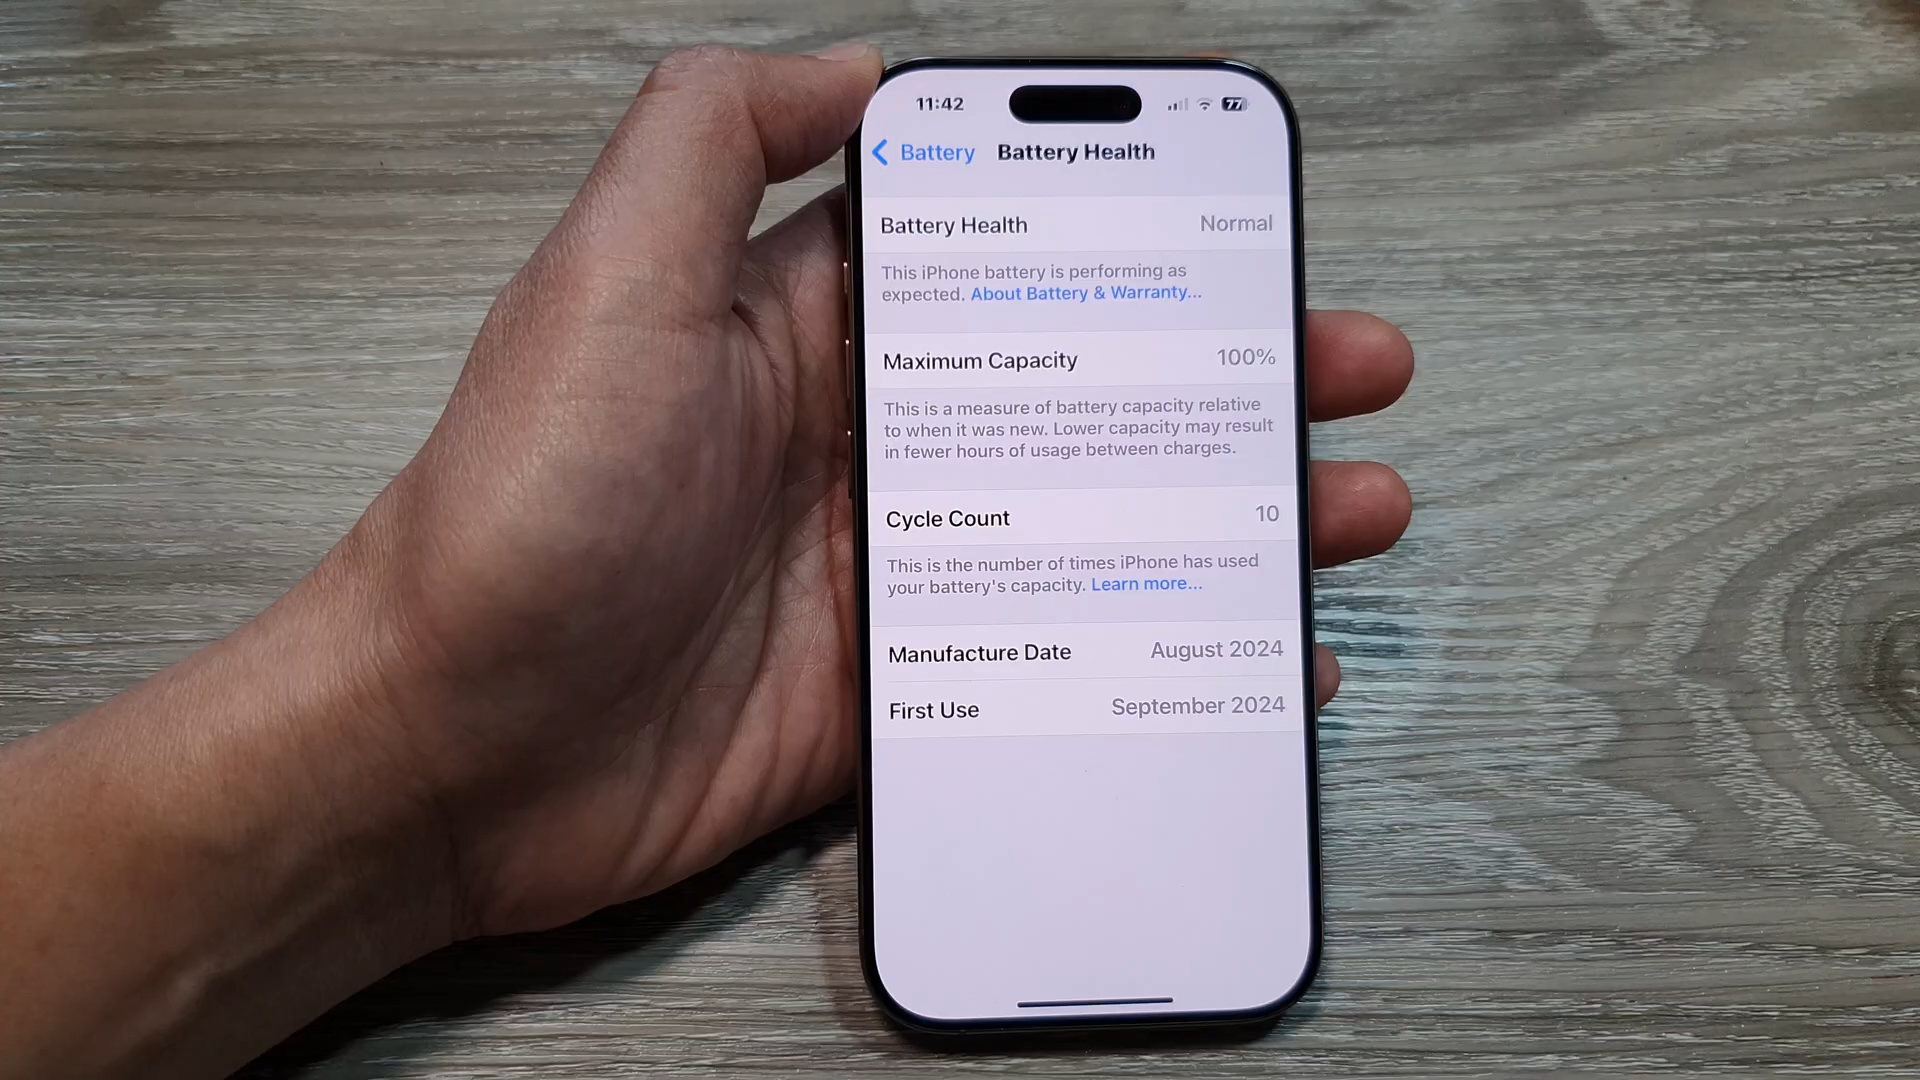 11:42 77
Battery Battery Health
Battery Health Normal
This iPhone battery is performing as
expected. About Battery & Warranty...
Maximum Capacity 100%
This is a measure of battery capacity relative
to when it was new. Lower capacity may result
in fewer hours of usage between charges.
Cycle Count 10
This is the number of times iPhone has used
your battery's capacity. Learn more...
Manufacture Date August 2024
First Use September 2024